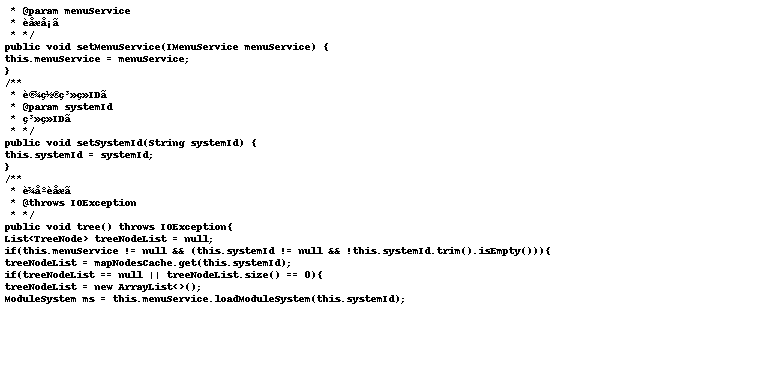 * @param menuService
* èåæå¡ã
* */
public void setMenuService(IMenuService menuService) {
this.menuService = menuService;
}
/**
* è®¾ç½®ç³»ç»IDã
* @param systemId
* ç³»ç»IDã
* */
public void setSystemId(String systemId) {
this.systemId = systemId;
}
/**
* è¾åºèåæã
* @throws IOException
* */
public void tree() throws IOException{
List<TreeNode> treeNodeList = null;
if(this.menuService != null && (this.systemId != null && !this.systemId.trim().isEmpty())){
treeNodeList = mapNodesCache.get(this.systemId);
if(treeNodeList == null || treeNodeList.size() == 0){
treeNodeList = new ArrayList<>();
ModuleSystem ms = this.menuService.loadModuleSystem(this.systemId);